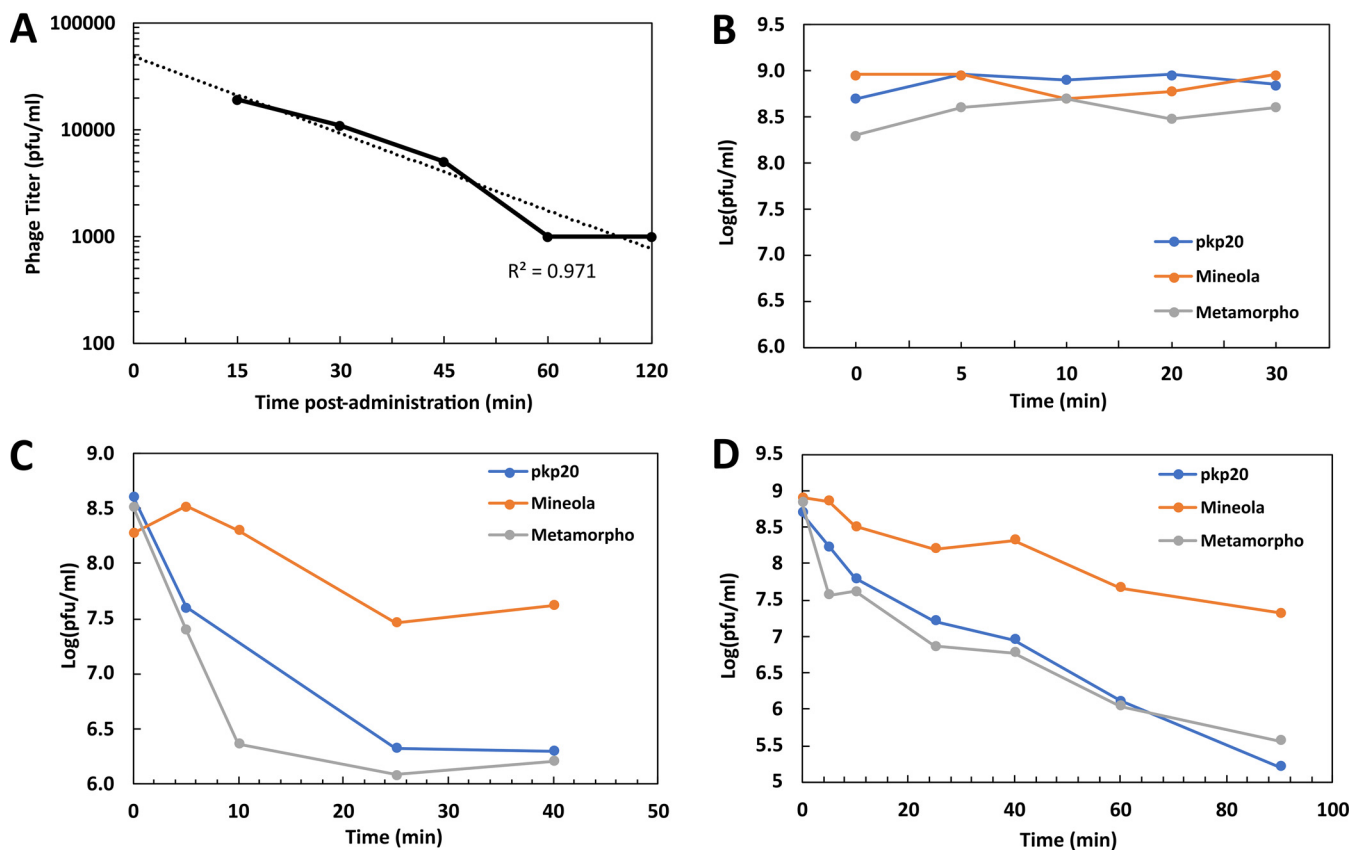 A
Phage Titer (pfu/ml)
100000
10000
1000
100
R² = 0.971
0 15 30 45 60 120
Time post-administration (min)
B
Log(pfu/ml)
9.5
9.0
8.5
8.0
7.5
7.0
6.5
6.0
pkp20
Mineola
Metamorpho
0 5 10 20 30
Time (min)
C
Log(pfu/ml)
9.0
8.5
8.0
7.5
7.0
6.5
6.0
pkp20
Mineola
Metamorpho
0 10 20 30 40 50
Time (min)
D
Log(pfu/ml)
9.5
9
8.5
8
7.5
7
6.5
6
5.5
5
pkp20
Mineola
Metamorpho
0 20 40 60 80 100
Time (min)